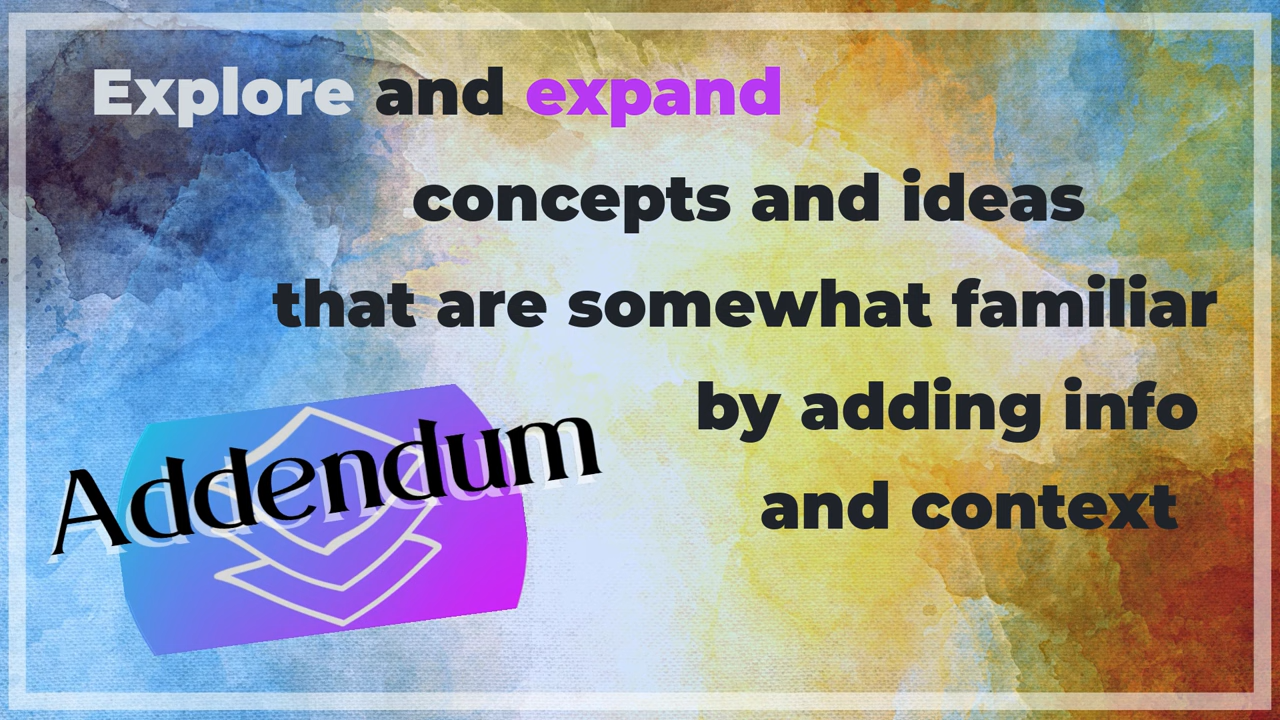 Explore and expand
concepts and ideas
that are somewhat familiar
by adding info
and context
Addendum